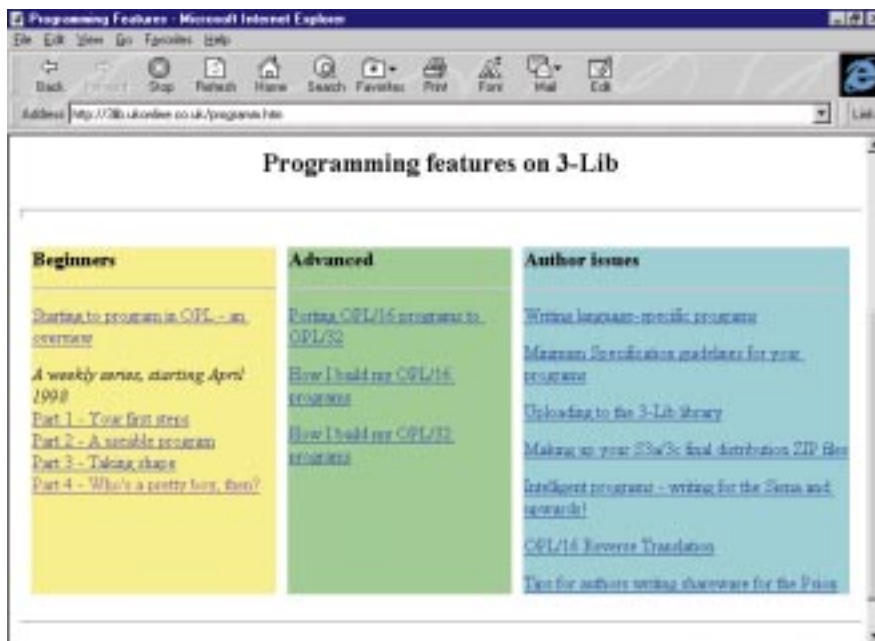 Programming Features - Microsoft Internet Explorer
File Edit View Go Favorites Help
Back Forward Stop Refresh Home Search Favorites Print Font Mail Edit
Address http://3lib.ukonline.co.uk/programm.htm Links
Programming features on 3-Lib
Beginners
Starting to program in OPL - an
overview
A weekly series, starting April
1998
Part 1 - Your first steps
Part 2 - A useable program
Part 3 - Taking shape
Part 4 - Who's a pretty boy, then?
Advanced
Porting OPL/16 programs to
OPL/32
How I build my OPL/16
programs
How I build my OPL/32
programs
Author issues
Writing language-specific programs
Minimum Specification guidelines for your
programs
Uploading to the 3-Lib library
Making up your S3a/3c final distribution ZIP files
Intelligent programs - writing for the Siena and
upwards!
OPL/16 Reverse Translation
Tips for authors writing shareware for the Psion